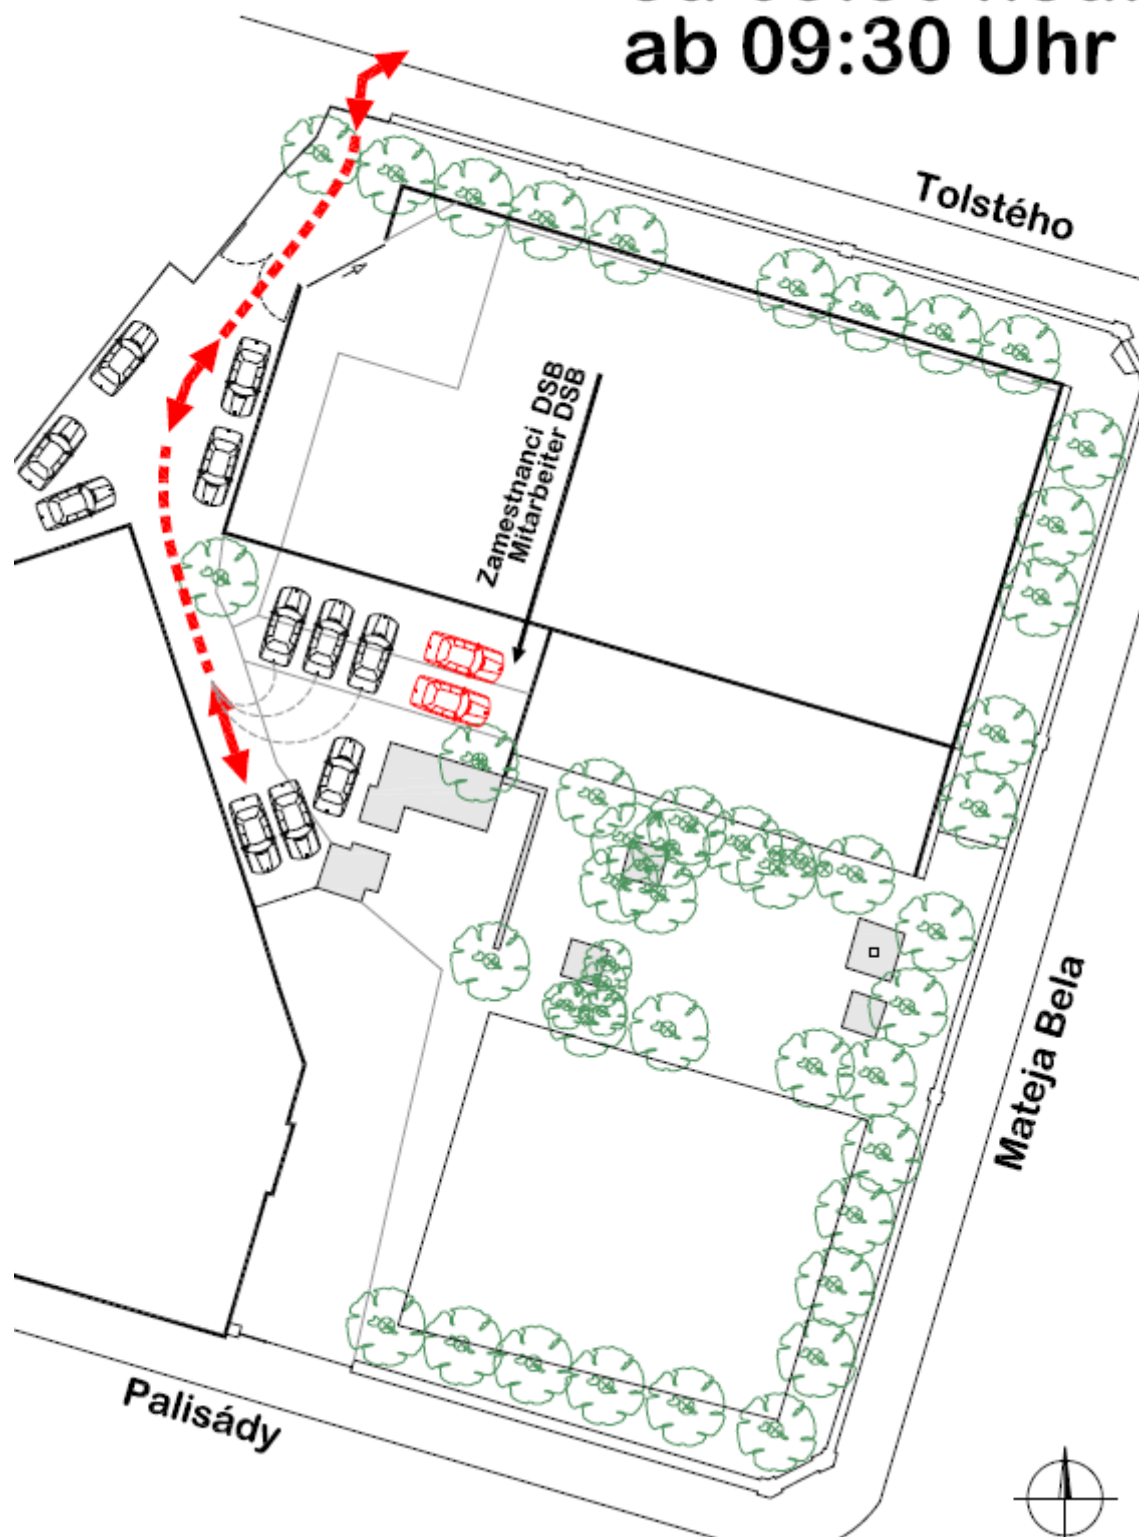 ab 09:30 Uhr
Tolstého
Zamestnanci DSB
Mitarbeiter DSB
Mateja Bela
Palisády